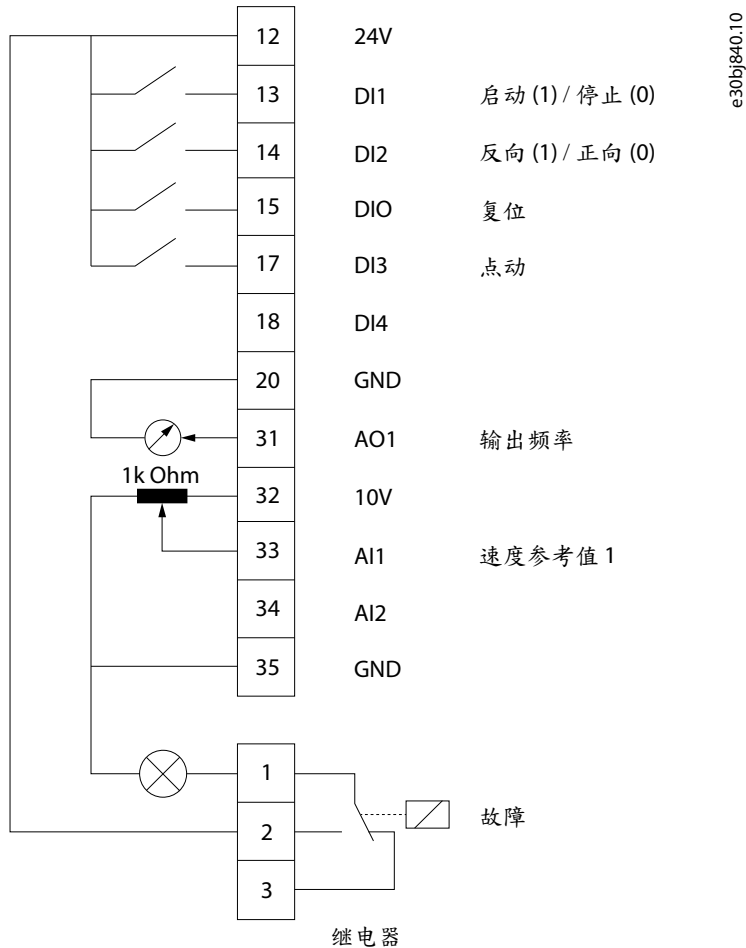 e30bj840.10
12 24V
13 DI1 启动 (1) / 停止 (0)
14 DI2 反向 (1) / 正向 (0)
15 DIO 复位
17 DI3 点动
18 DI4
20 GND
31 AO1 输出频率
1k Ohm
32 10V
33 AI1 速度参考值 1
34 AI2
35 GND
1
2 故障
3
继电器